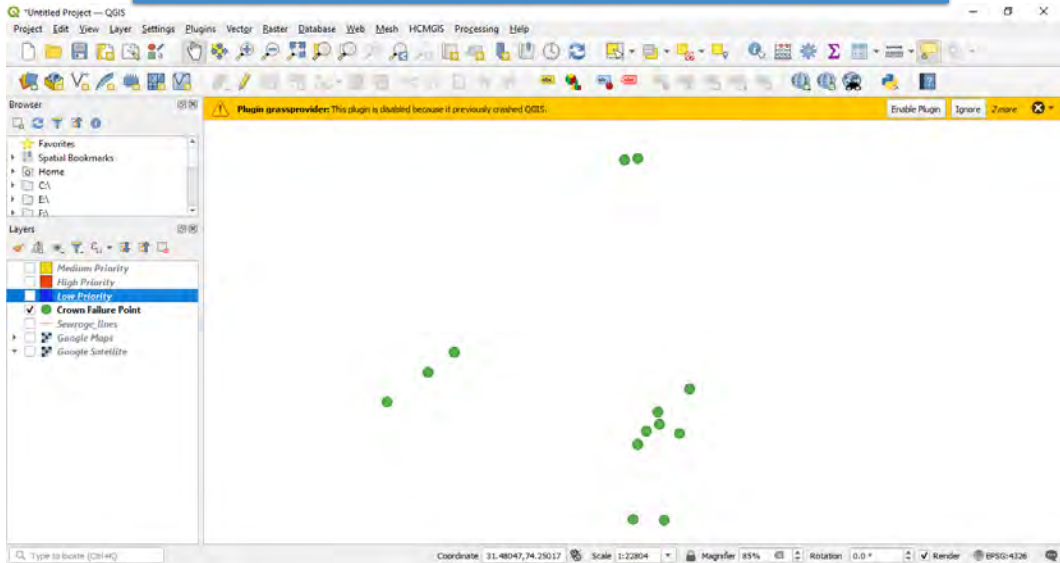 *Untitled Project — QGIS
Project Edit View Layer Settings Plugins Vector Raster Database Web Mesh HCMGIS Processing Help
Browser
Plugin grassprovider: This plugin is disabled because it previously crashed QGIS.
Enable Plugin Ignore 2 more
Favorites
Spatial Bookmarks
Home
C:\
E:\
F:\
Layers
Medium Priority
High Priority
Low Priority
Crown Failure Point
Sewroge_lines
Google Maps
Google Satellite
Type to locate (Ctrl+K)
Coordinate 31.48047,74.25017 Scale 1:22804 Magnifier 85% Rotation 0.0 ° Render EPSG:4326